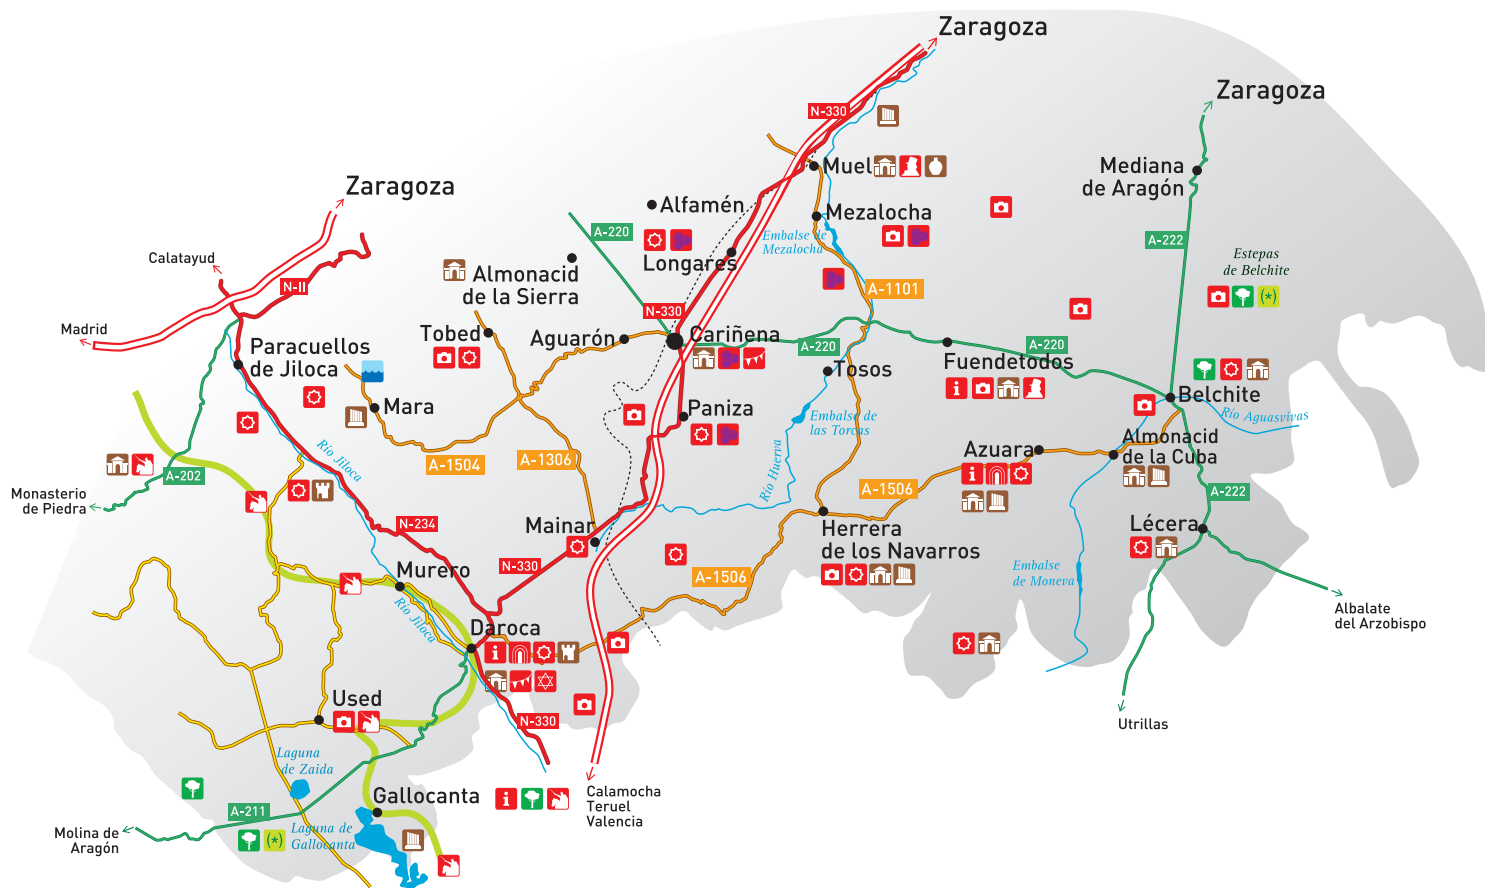 Zaragoza
Zaragoza
N-330
Mediana
de Aragón
Muel
Zaragoza
Alfamén
Mezalocha
A-220
A-222
Embalse de
Mezalocha
Estepas
de Belchite
(*)
Calatayud
Longares
Almonacid
de la Sierra
N-II
A-1101
N-330
Madrid
Tobed
Aguarón
Cariñena
A-220
A-220
Fuendetodos
i
Paracuellos
de Jiloca
Tosos
Mara
Paniza
Embalse de
las Torcas
Belchite
Río Aguasvivas
Río Jiloca
A-1504
A-1306
Azuara
i
Almonacid
de la Cuba
A-202
Monasterio
de Piedra
Río Huerva
A-1506
A-222
N-234
Mainar
Herrera
de los Navarros
Lécera
N-330
A-1506
Murero
Embalse
de Moneva
Río Jiloca
Albalate
del Arzobispo
Daroca
i
Used
N-330
Utrillas
Laguna
de Zaida
Calamocha
Teruel
Valencia
Gallocanta
i
A-211
Molina de
Aragón
(*)
Laguna de
Gallocanta